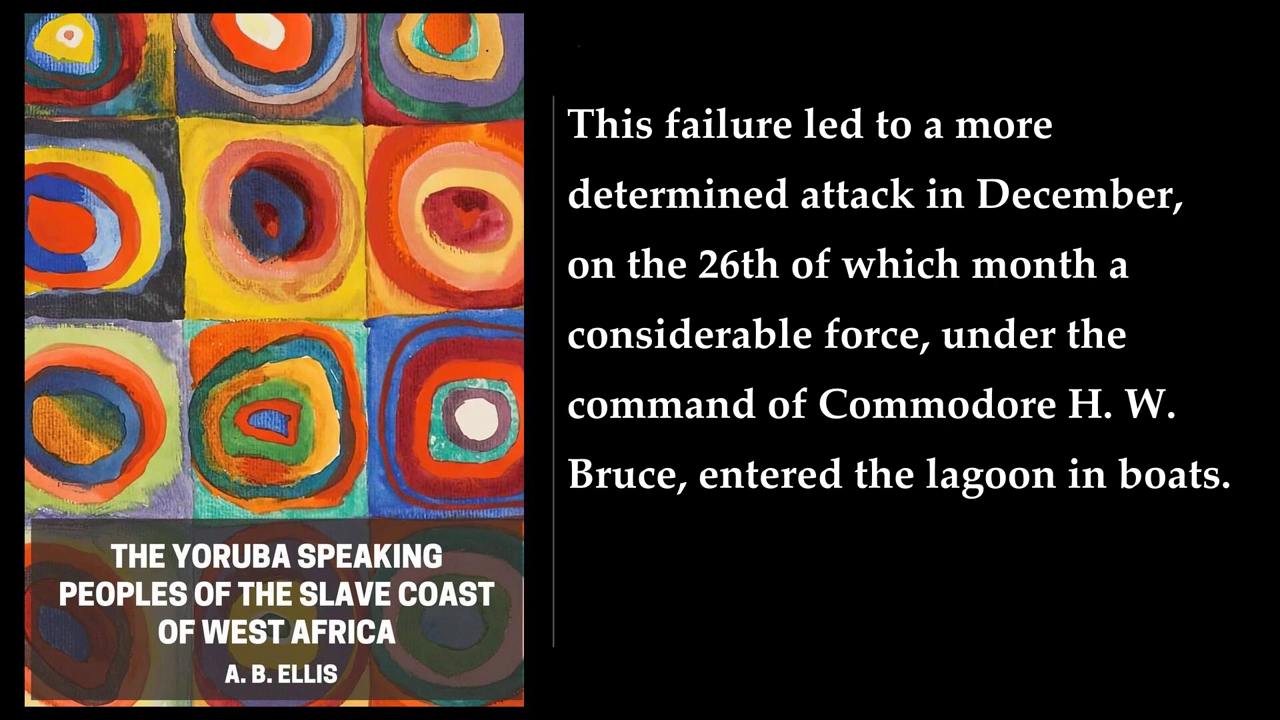 This failure led to a more
determined attack in December,
on the 26th of which month a
considerable force, under the
command of Commodore H. W.
Bruce, entered the lagoon in boats.
THE YORUBA SPEAKING
PEOPLES OF THE SLAVE COAST
OF WEST AFRICA
A. B. ELLIS